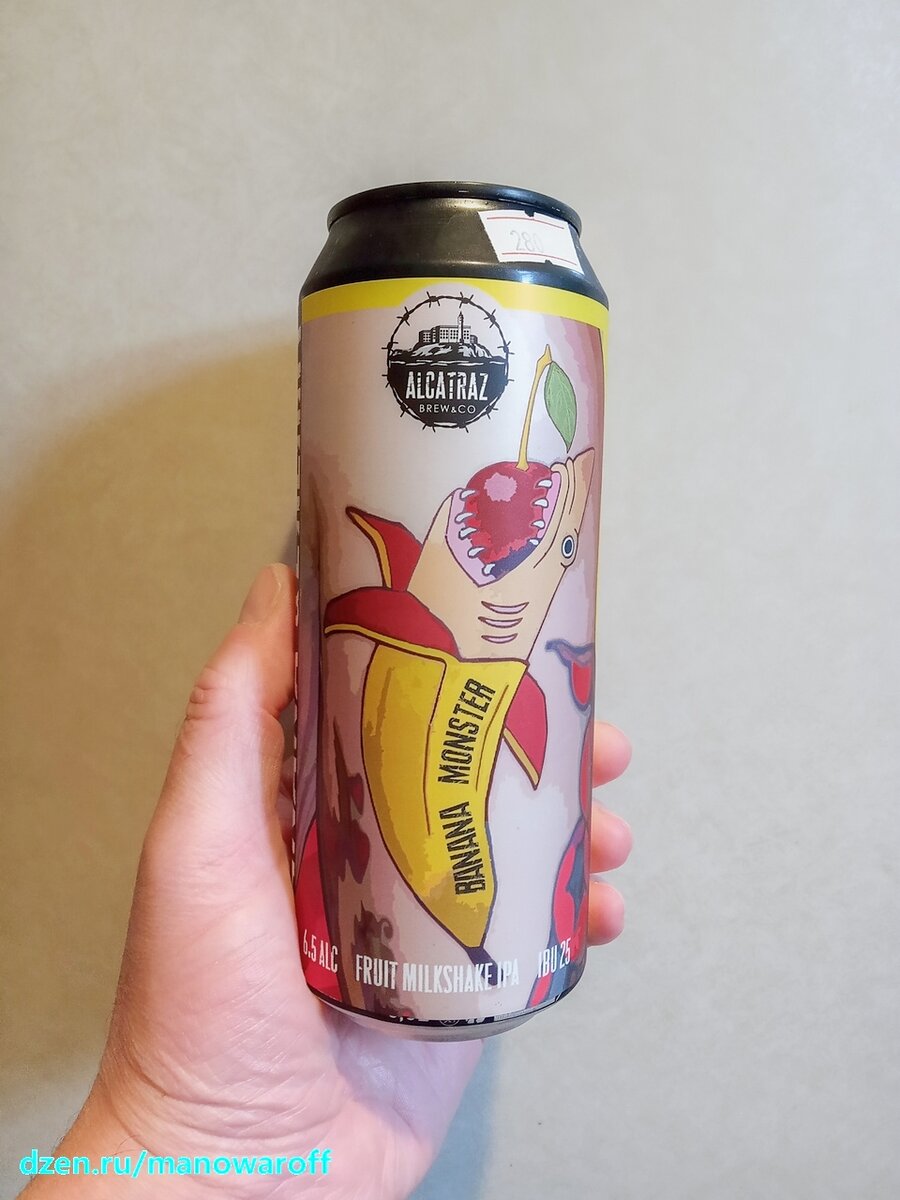 280
ALCATRAZ
BREW&CO
BANANA MONSTER
6.5 ALC FRUIT MILKSHAKE IPA IBU 25
dzen.ru/manowaroff